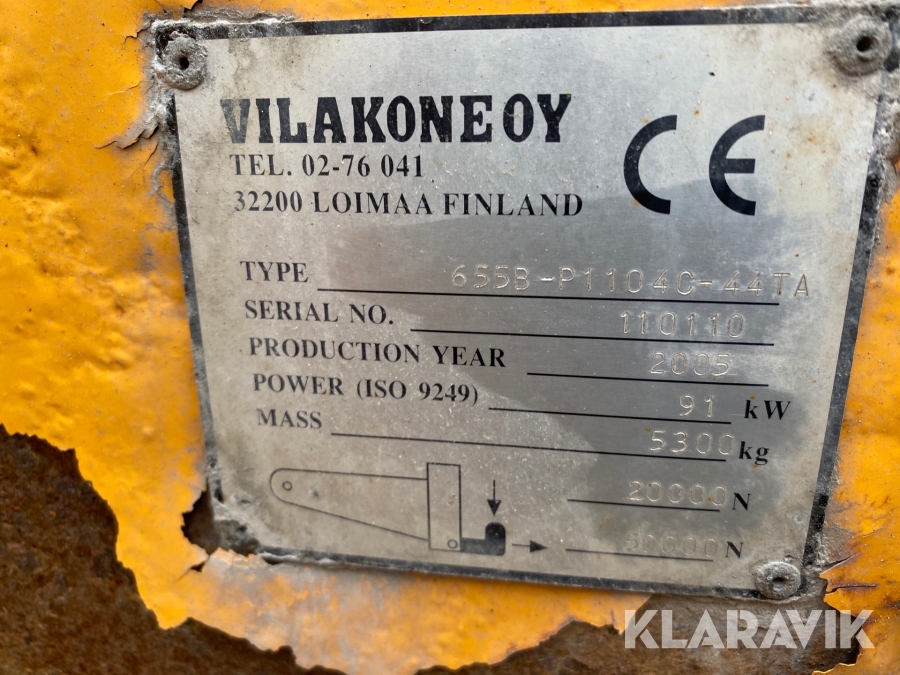 VILAKONE OY
TEL. 02-76 041
32200 LOIMAA FINLAND
CE
TYPE 655B-P1104C-44TA
SERIAL NO. 110110
PRODUCTION YEAR 2005
POWER (ISO 9249) 91 kW
MASS 5300 kg
20000 N
N
KLARAVIK